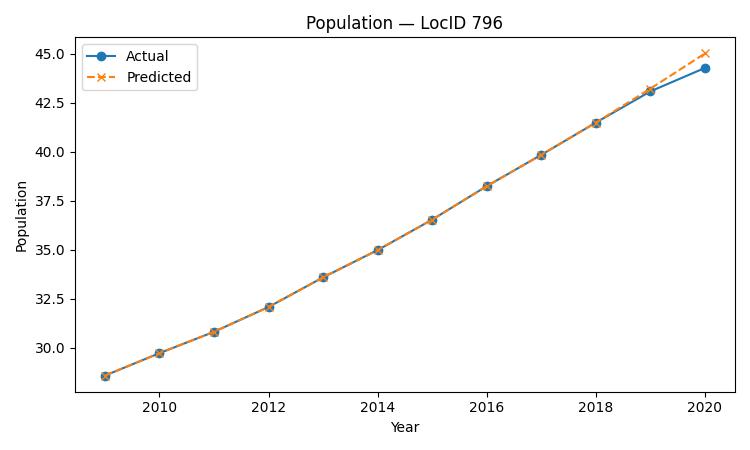 Population — LocID 796
Actual
Predicted
45.0
42.5
40.0
37.5
35.0
32.5
30.0
Population
2010 2012 2014 2016 2018 2020
Year